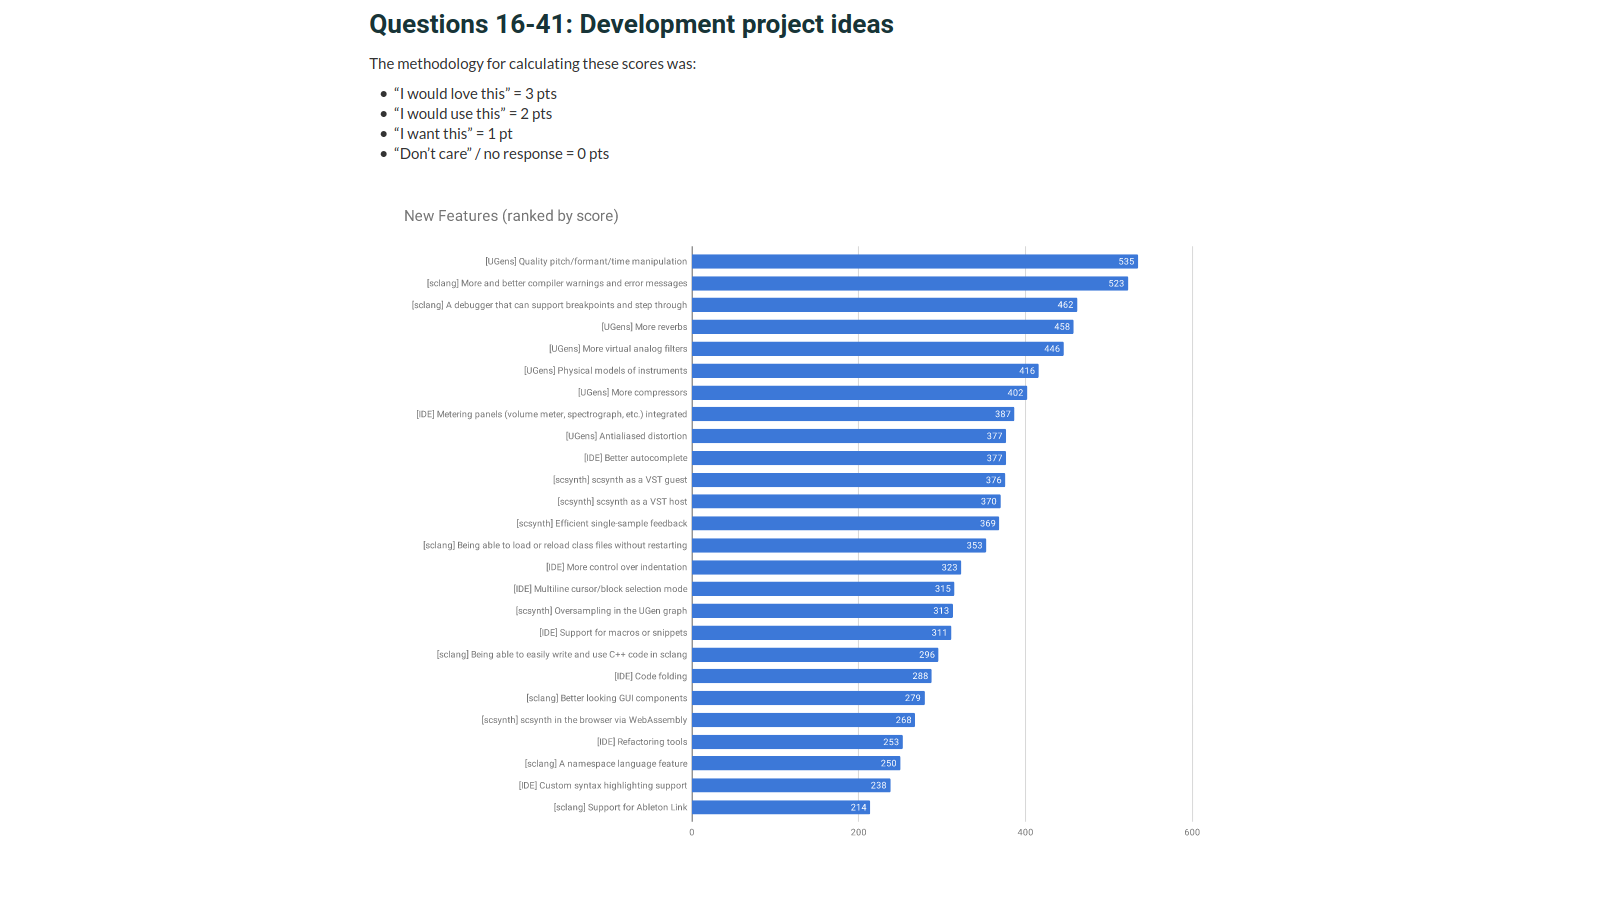 Questions 16-41: Development project ideas
The methodology for calculating these scores was:
• “I would love this” = 3 pts
• “I would use this” = 2 pts
• “I want this” = 1 pt
• “Don’t care” / no response = 0 pts
New Features (ranked by score)
[UGens] Quality pitch/formant/time manipulation 535
[sclang] More and better compiler warnings and error messages 523
[sclang] A debugger that can support breakpoints and step through 462
[UGens] More reverbs 458
[UGens] More virtual analog filters 446
[UGens] Physical models of instruments 416
[UGens] More compressors 402
[IDE] Metering panels (volume meter, spectrograph, etc.) integrated 387
[UGens] Antialiased distortion 377
[IDE] Better autocomplete 377
[scsynth] scsynth as a VST guest 376
[scsynth] scsynth as a VST host 370
[scsynth] Efficient single-sample feedback 369
[sclang] Being able to load or reload class files without restarting 353
[IDE] More control over indentation 323
[IDE] Multiline cursor/block selection mode 315
[scsynth] Oversampling in the UGen graph 313
[IDE] Support for macros or snippets 311
[sclang] Being able to easily write and use C++ code in sclang 296
[IDE] Code folding 288
[sclang] Better looking GUI components 279
[scsynth] scsynth in the browser via WebAssembly 268
[IDE] Refactoring tools 253
[sclang] A namespace language feature 250
[IDE] Custom syntax highlighting support 238
[sclang] Support for Ableton Link 214
0 200 400 600